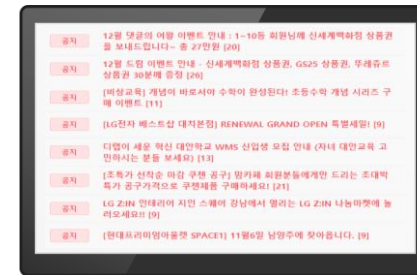 공지
12월 댓글의 여왕 이벤트 안내 : 1~10등 회원님께 신세계백화점 상품권
을 보내드립니다~ 총 27만원 [20]
공지
12월 드림 이벤트 안내 - 신세계백화점 상품권, GS25 상품권, 뚜레쥬르
상품권 30분께 증정 [26]
공지
[비상교육] 개념이 바로서야 수학이 완성된다! 초등수학 개념 시리즈 구
매 이벤트 [11]
공지
[LG전자 베스트샵 대치본점] RENEWAL GRAND OPEN 특별세일! [9]
공지
디랩이 세운 혁신 대안학교 WMS 신입생 모집 안내 (자녀 대안교육 고
민하시는 분들 보세요) [13]
공지
[초특가 선착순 마감 쿠첸 공구] 맘카페 회원분들에게만 드리는 초대박
특가 공구가격으로 쿠첸제품 구매하세요! [21]
공지
LG Z:IN 인테리어 지인 스퀘어 강남에서 열리는 LG Z:IN 나눔마켓에 놀
러오세요!! [9]
공지
[현대프리미엄아울렛 SPACE1] 11월6일 남양주에 찾아옵니다. [9]